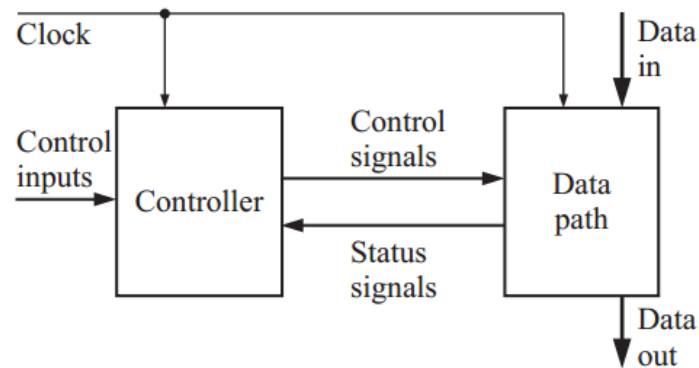 Clock
Data
in
Control
inputs
Controller
Control
signals
Data
path
Status
signals
Data
out